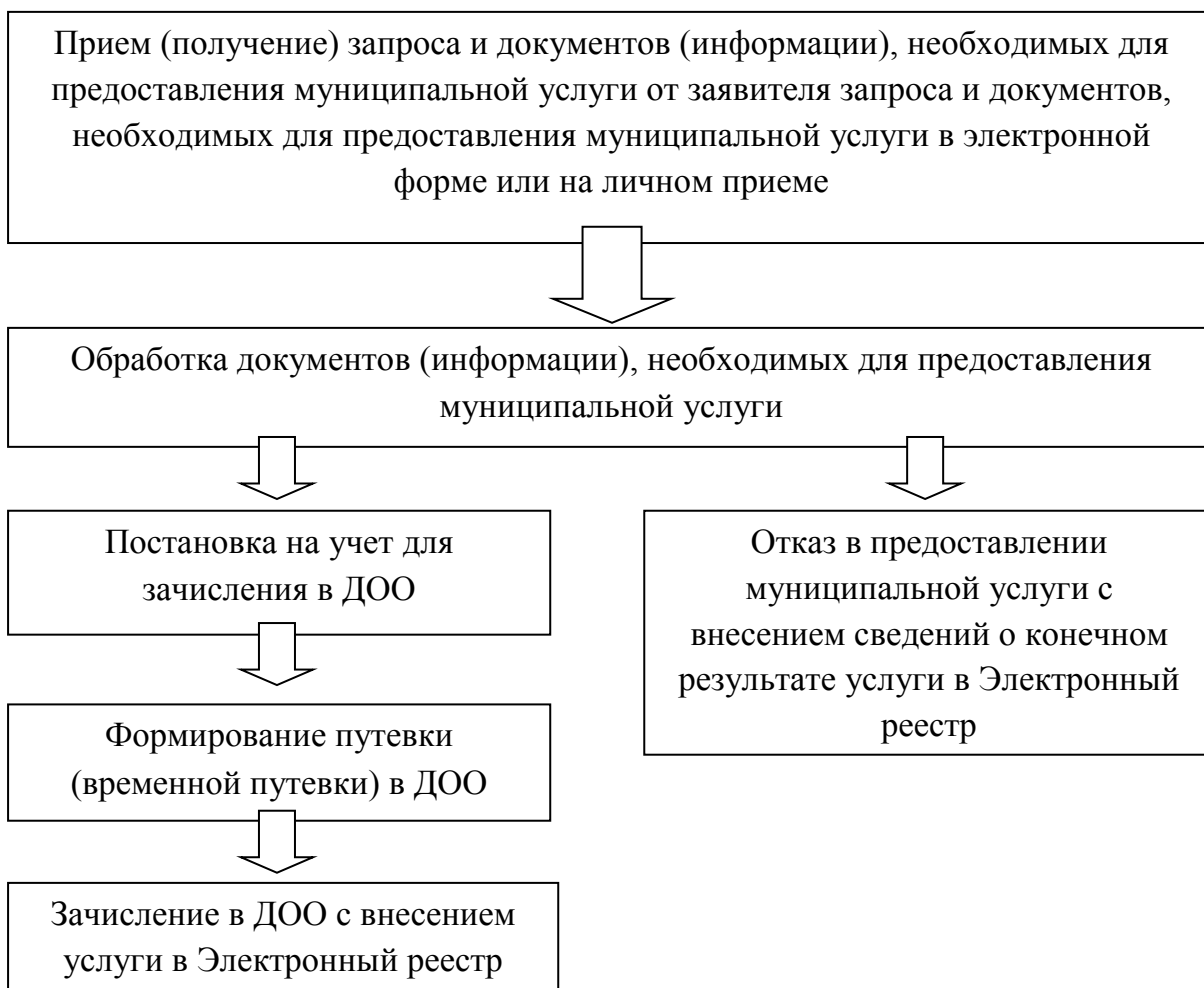 Прием (получение) запроса и документов (информации), необходимых для
предоставления муниципальной услуги от заявителя запроса и документов,
необходимых для предоставления муниципальной услуги в электронной
форме или на личном приеме
Обработка документов (информации), необходимых для предоставления
муниципальной услуги
Постановка на учет для
зачисления в ДОО
Формирование путевки
(временной путевки) в ДОО
Зачисление в ДОО с внесением
услуги в Электронный реестр
Отказ в предоставлении
муниципальной услуги с
внесением сведений о конечном
результате услуги в Электронный
реестр